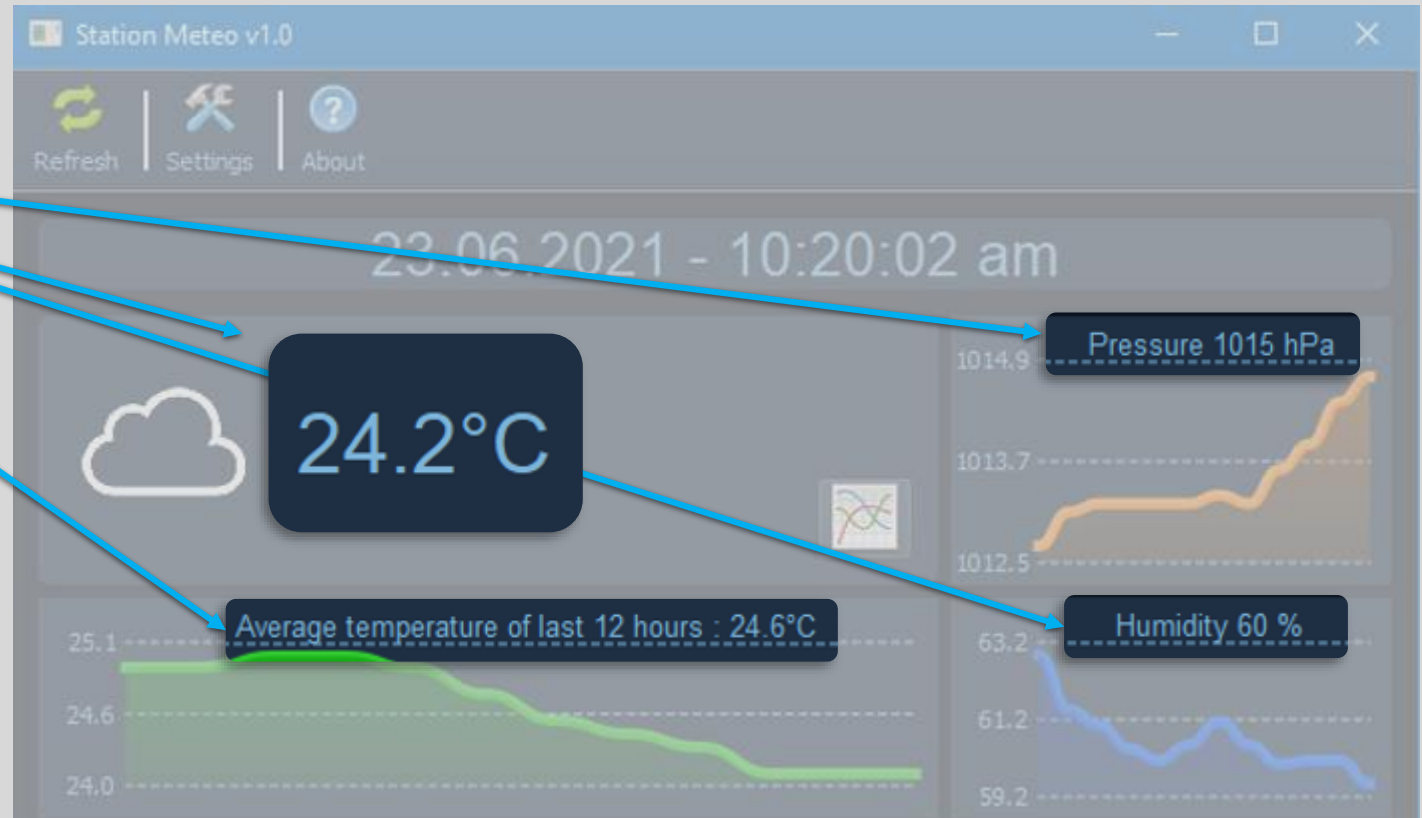 Station Meteo v1.0
Refresh Settings About
23.06.2021 - 10:20:02 am
24.2°C
Pressure 1015 hPa
1014.9
1013.7
1012.5
Average temperature of last 12 hours : 24.6°C
25.1
24.6
24.0
Humidity 60 %
63.2
61.2
59.2